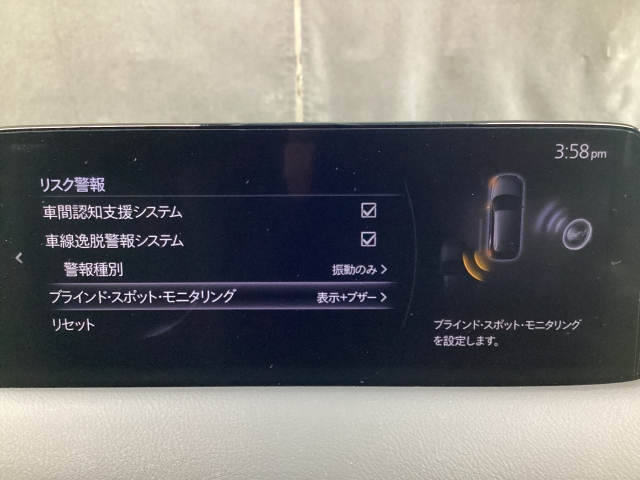 3:58pm
リスク警報
車間認知支援システム
車線逸脱警報システム
警報種別 振動のみ
ブラインド･スポット･モニタリング 表示+ブザー
リセット
ブラインド･スポット･モニタリング
を設定します。